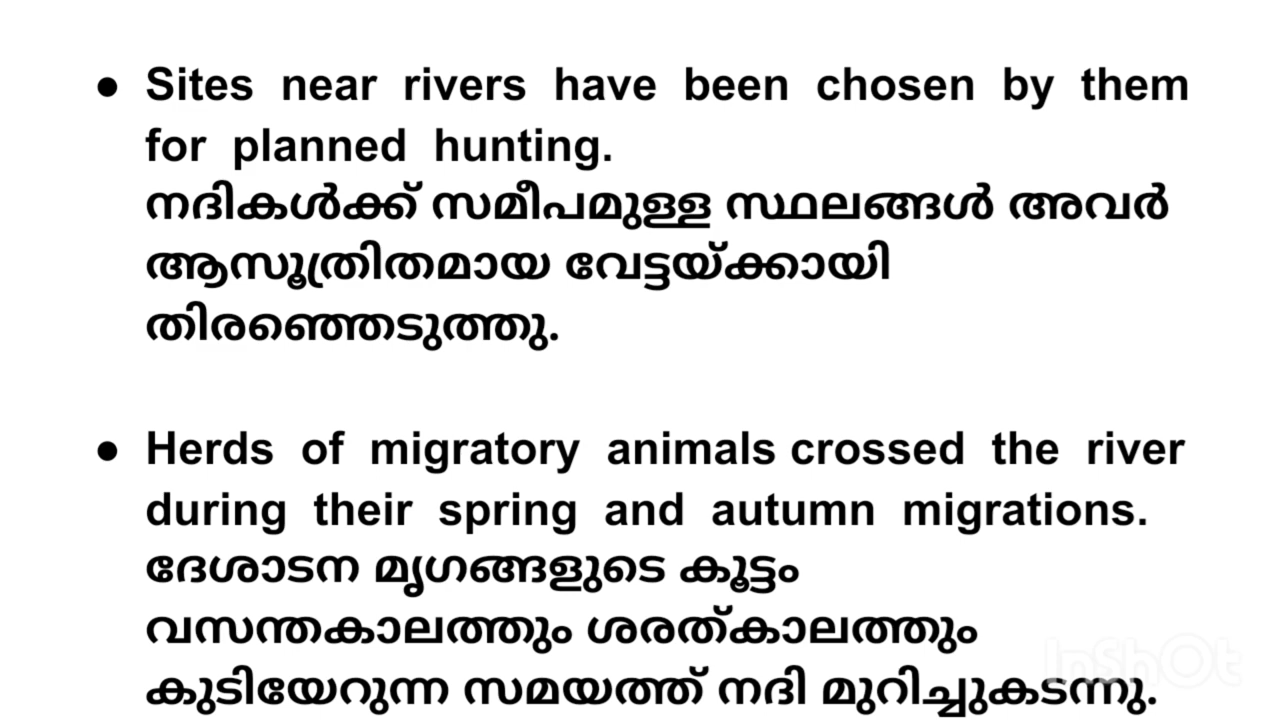 ● Sites near rivers have been chosen by them
for planned hunting.
നദികൾക്ക് സമീപമുള്ള സ്ഥലങ്ങൾ അവർ
ആസൂത്രിതമായ വേട്ടയ്ക്കായി
തിരഞ്ഞെടുത്തു.
● Herds of migratory animals crossed the river
during their spring and autumn migrations.
ദേശാടന മൃഗങ്ങളുടെ കൂട്ടം
വസന്തകാലത്തും ശരത്കാലത്തും
കുടിയേറുന്ന സമയത്ത് നദി മുറിച്ചുകടന്നു.
InShOt